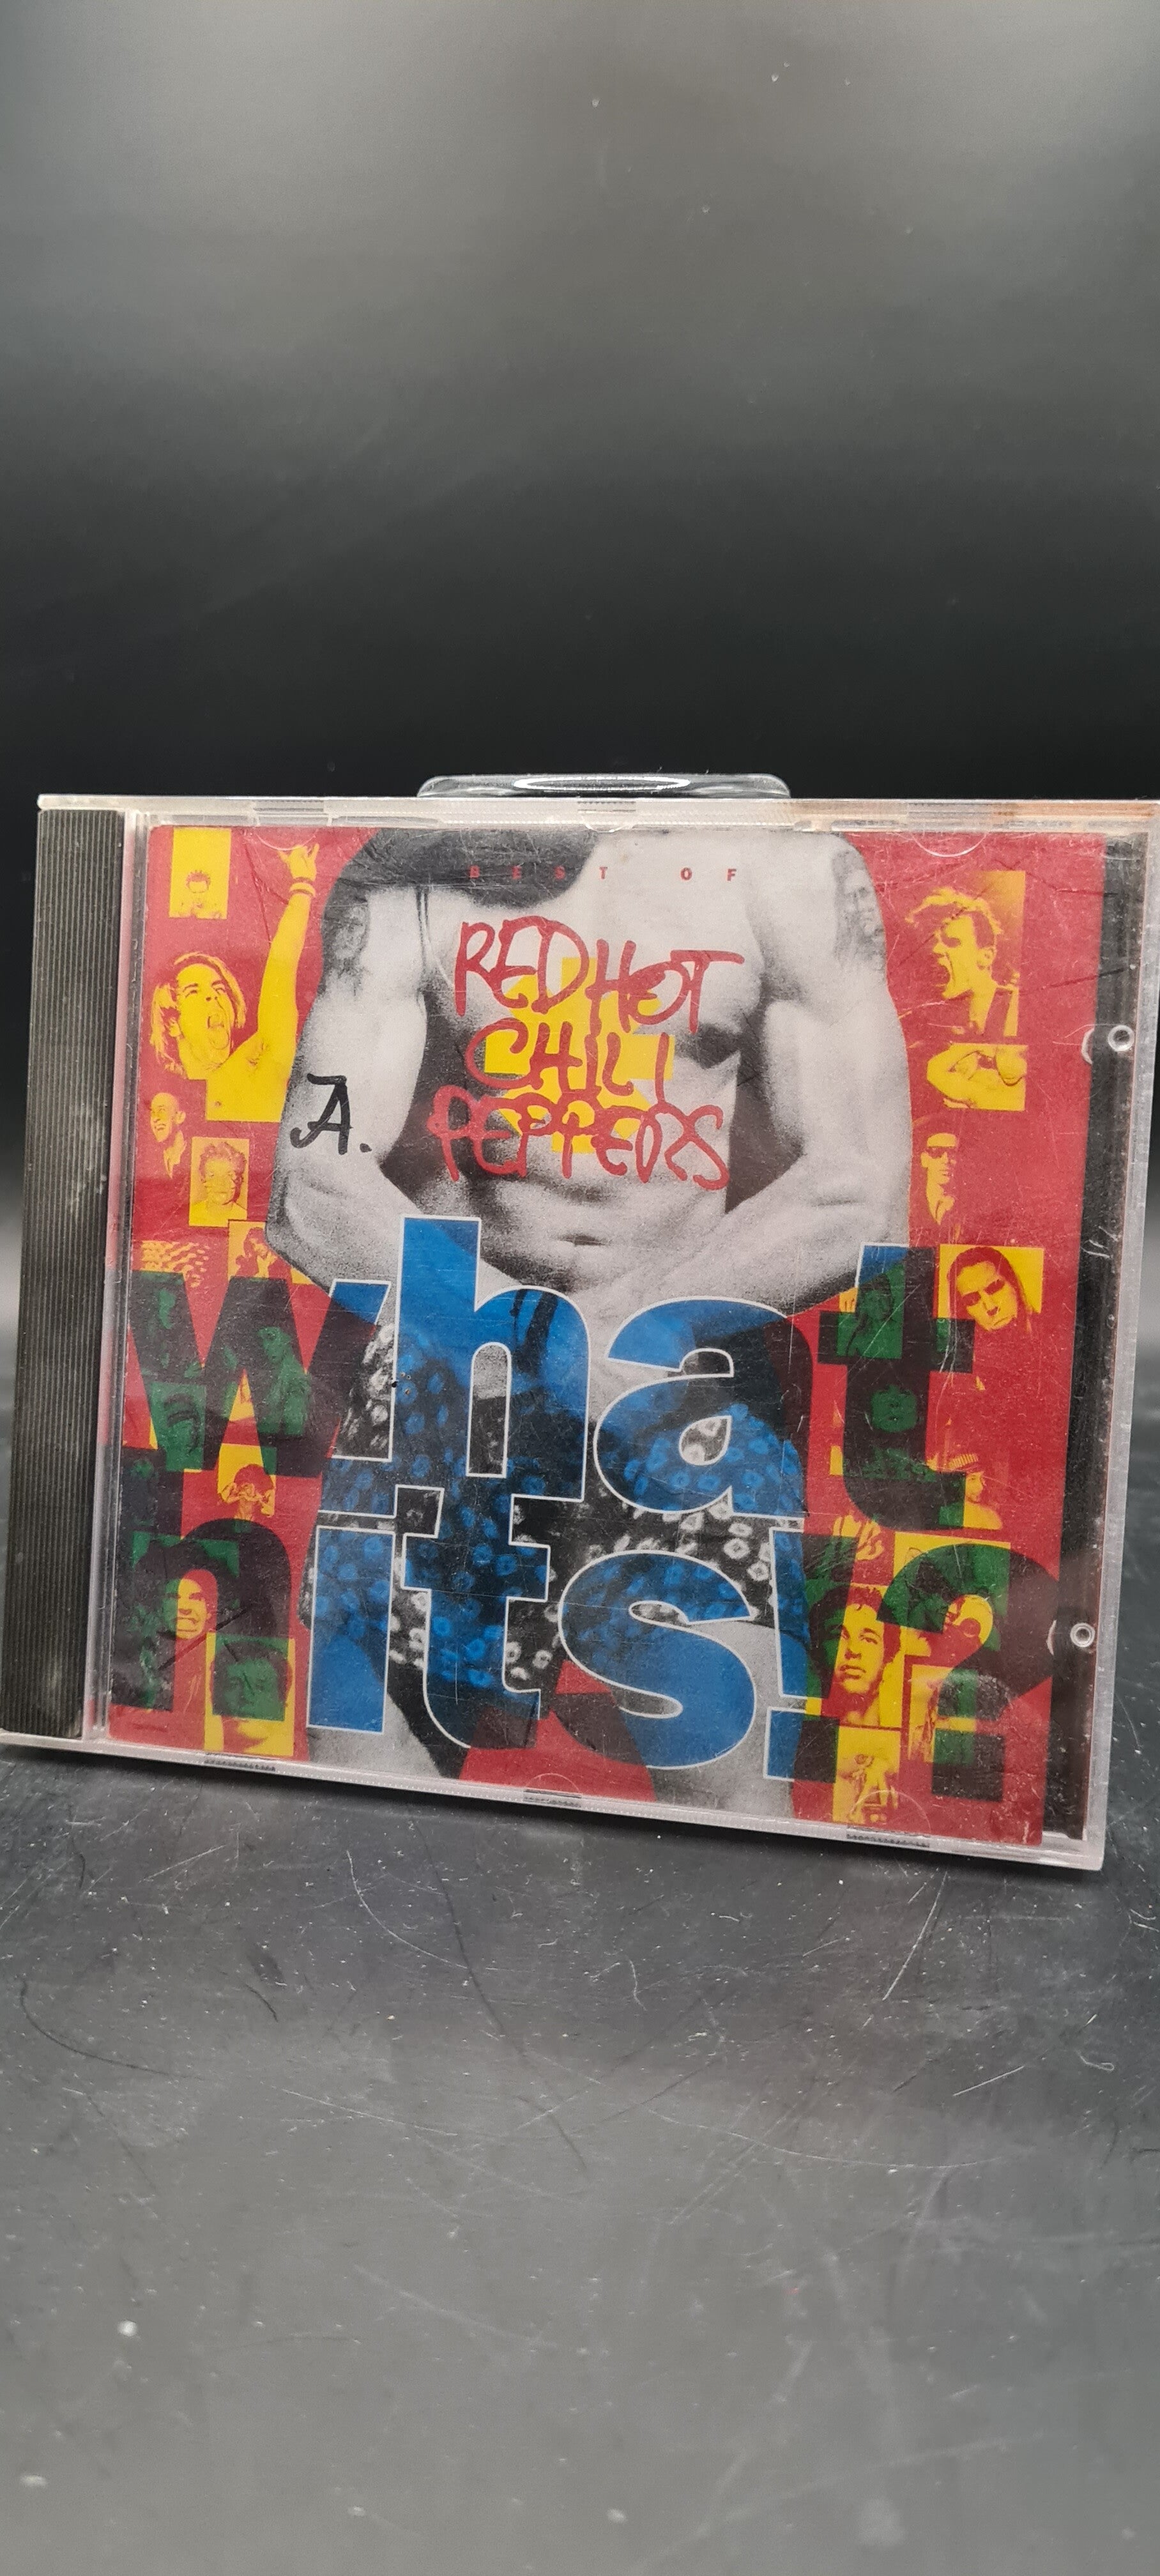 BEST OF
RED HOT
CHILI
PEPPERS
A.
what
hits!?